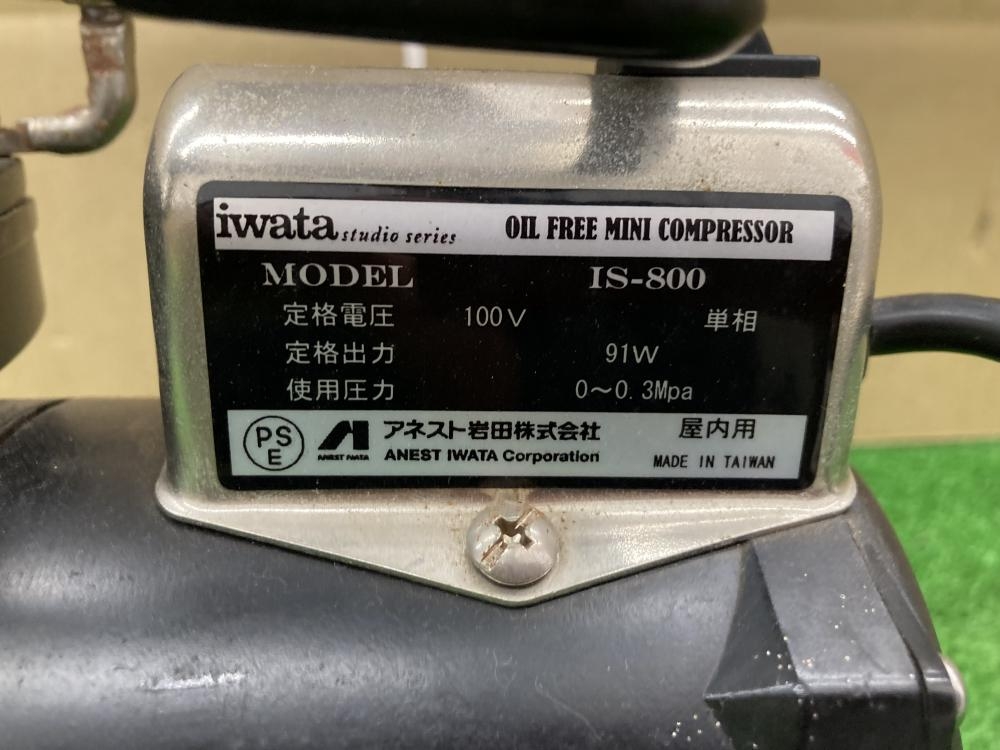 iwata studio series OIL FREE MINI COMPRESSOR
MODEL IS-800
定格電圧 100V 単相
定格出力 91W
使用圧力 0〜0.3Mpa
PS E
ANEST IWATA
アネスト岩田株式会社 屋内用
ANEST IWATA Corporation MADE IN TAIWAN